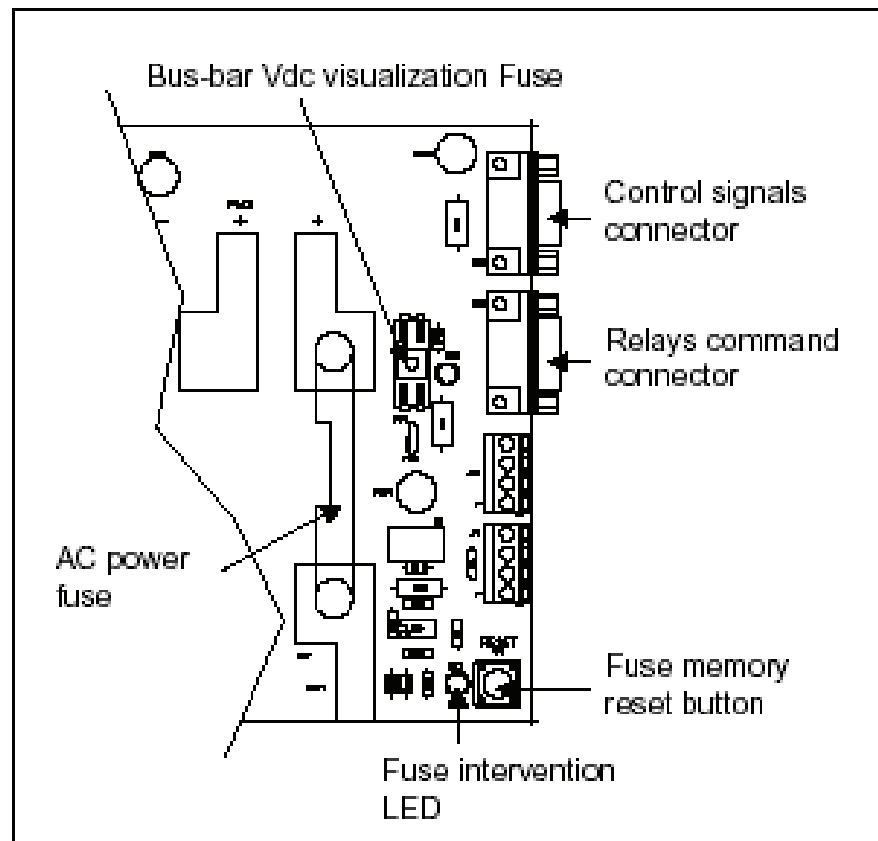 Bus-bar Vdc visualization Fuse
Control signals
connector
Relays command
connector
AC power
fuse
RESET
Fuse memory
reset button
Fuse intervention
LED